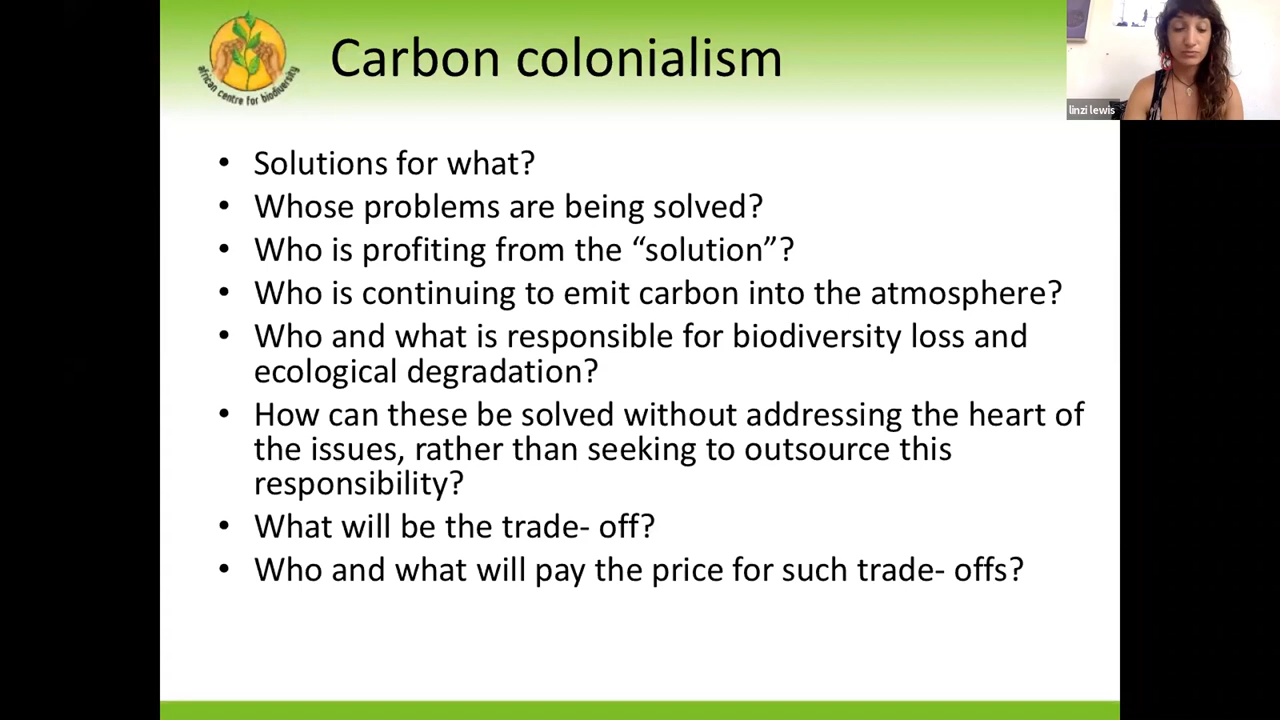 Carbon colonialism
african centre for biodiversity
linzi lewis
• Solutions for what?
• Whose problems are being solved?
• Who is profiting from the “solution”?
• Who is continuing to emit carbon into the atmosphere?
• Who and what is responsible for biodiversity loss and
ecological degradation?
• How can these be solved without addressing the heart of
the issues, rather than seeking to outsource this
responsibility?
• What will be the trade- off?
• Who and what will pay the price for such trade- offs?